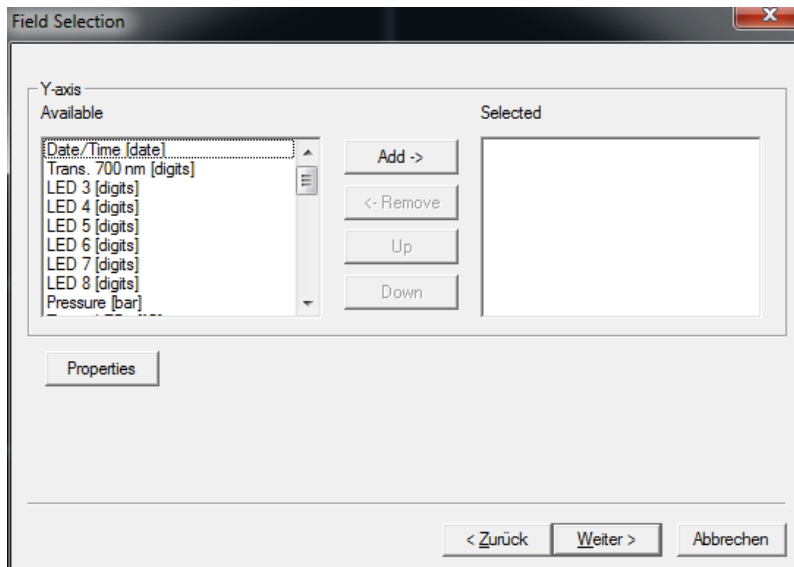 Field Selection
Y-axis
Available
Selected
Date/Time [date]
Trans. 700 nm [digits]
LED 3 [digits]
LED 4 [digits]
LED 5 [digits]
LED 6 [digits]
LED 7 [digits]
LED 8 [digits]
Pressure [bar]
Add ->
<- Remove
Up
Down
Properties
< Zurück
Weiter >
Abbrechen